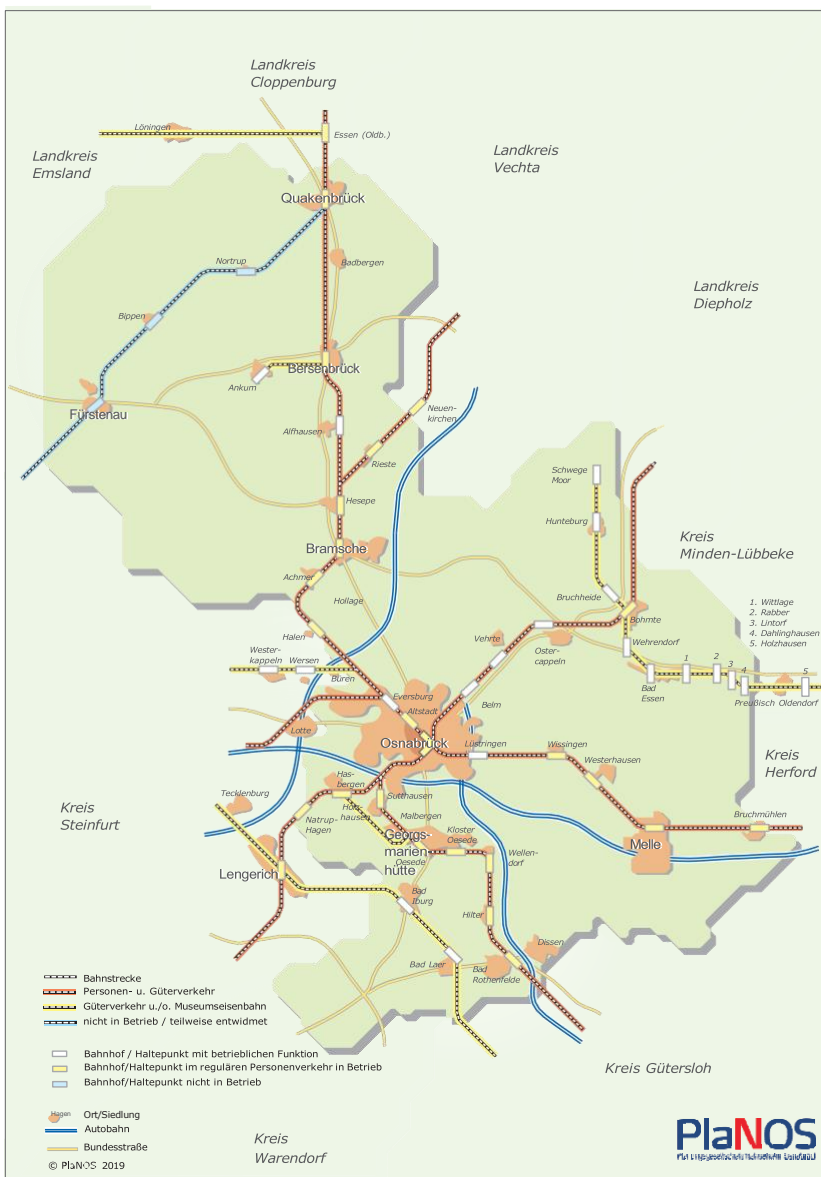 Landkreis
Cloppenburg
Löningen
Essen (Oldb.)
Landkreis
Emsland
Landkreis
Vechta
Quakenbrück
Nortrup
Badbergen
Landkreis
Diepholz
Bippen
Bersenbrück
Ankum
Fürstenau
Neuen-
kirchen
Alfhausen
Rieste
Schwege
Moor
Hesepe
Hunteburg
Kreis
Minden-Lübbeke
Bramsche
Achmer
Hollage
Bruchheide
Bohmte
1. Wittlage
2. Rabber
3. Lintorf
4. Dahlinghausen
5. Holzhausen
Halen
Vehrte
Oster-
cappeln
Wehrendorf
Wester-
kappeln
Wersen
Büren
1
2
3
4
5
Bad
Essen
Preußisch Oldendorf
Eversburg
Altstadt
Belm
Lotte
Osnabrück
Lüstringen
Wissingen
Westerhausen
Kreis
Herford
Has-
bergen
Tecklenburg
Sutthausen
Kreis
Steinfurt
Natrup-
Hagen
Malbergen
Georgs-
marien-
hütte
Oesede
Kloster
Oesede
Wellen-
dorf
Melle
Bruchmühlen
Lengerich
Bad
Iburg
Hilter
Dissen
Bad Laer
Bad
Rothenfelde
Bahnstrecke
Personen- u. Güterverkehr
Güterverkehr u./o. Museumseisenbahn
nicht in Betrieb / teilweise entwidmet
Bahnhof / Haltepunkt mit betrieblichen Funktion
Bahnhof/Haltepunkt im regulären Personenverkehr in Betrieb
Bahnhof/Haltepunkt nicht in Betrieb
Hagen
Ort/Siedlung
Autobahn
Bundesstraße
© PlaNOS 2019
Kreis Gütersloh
Kreis
Warendorf
PlaNOS